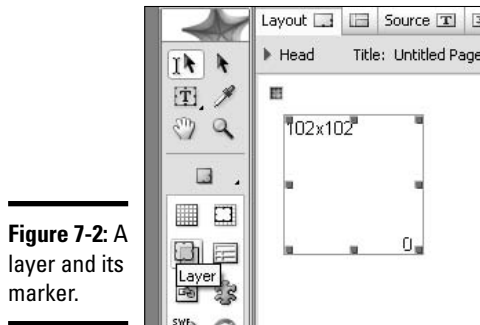 Layout Source T
Head Title: Untitled Page
T
102x102
0
Layer
SWF
Figure 7-2: A
layer and its
marker.